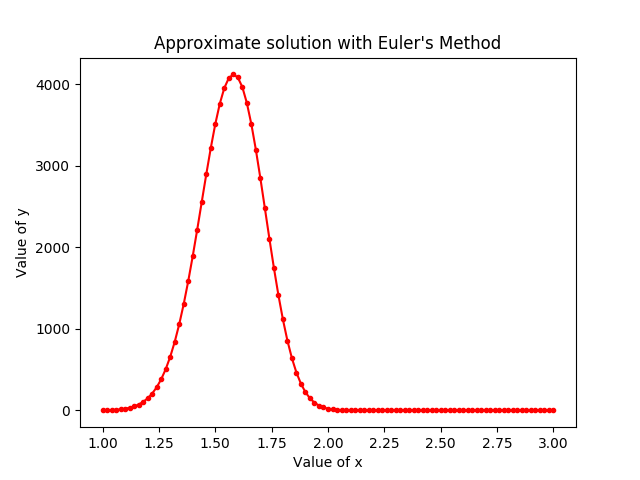 Approximate solution with Euler's Method
Value of y
4000
3000
2000
1000
0
1.00 1.25 1.50 1.75 2.00 2.25 2.50 2.75 3.00
Value of x